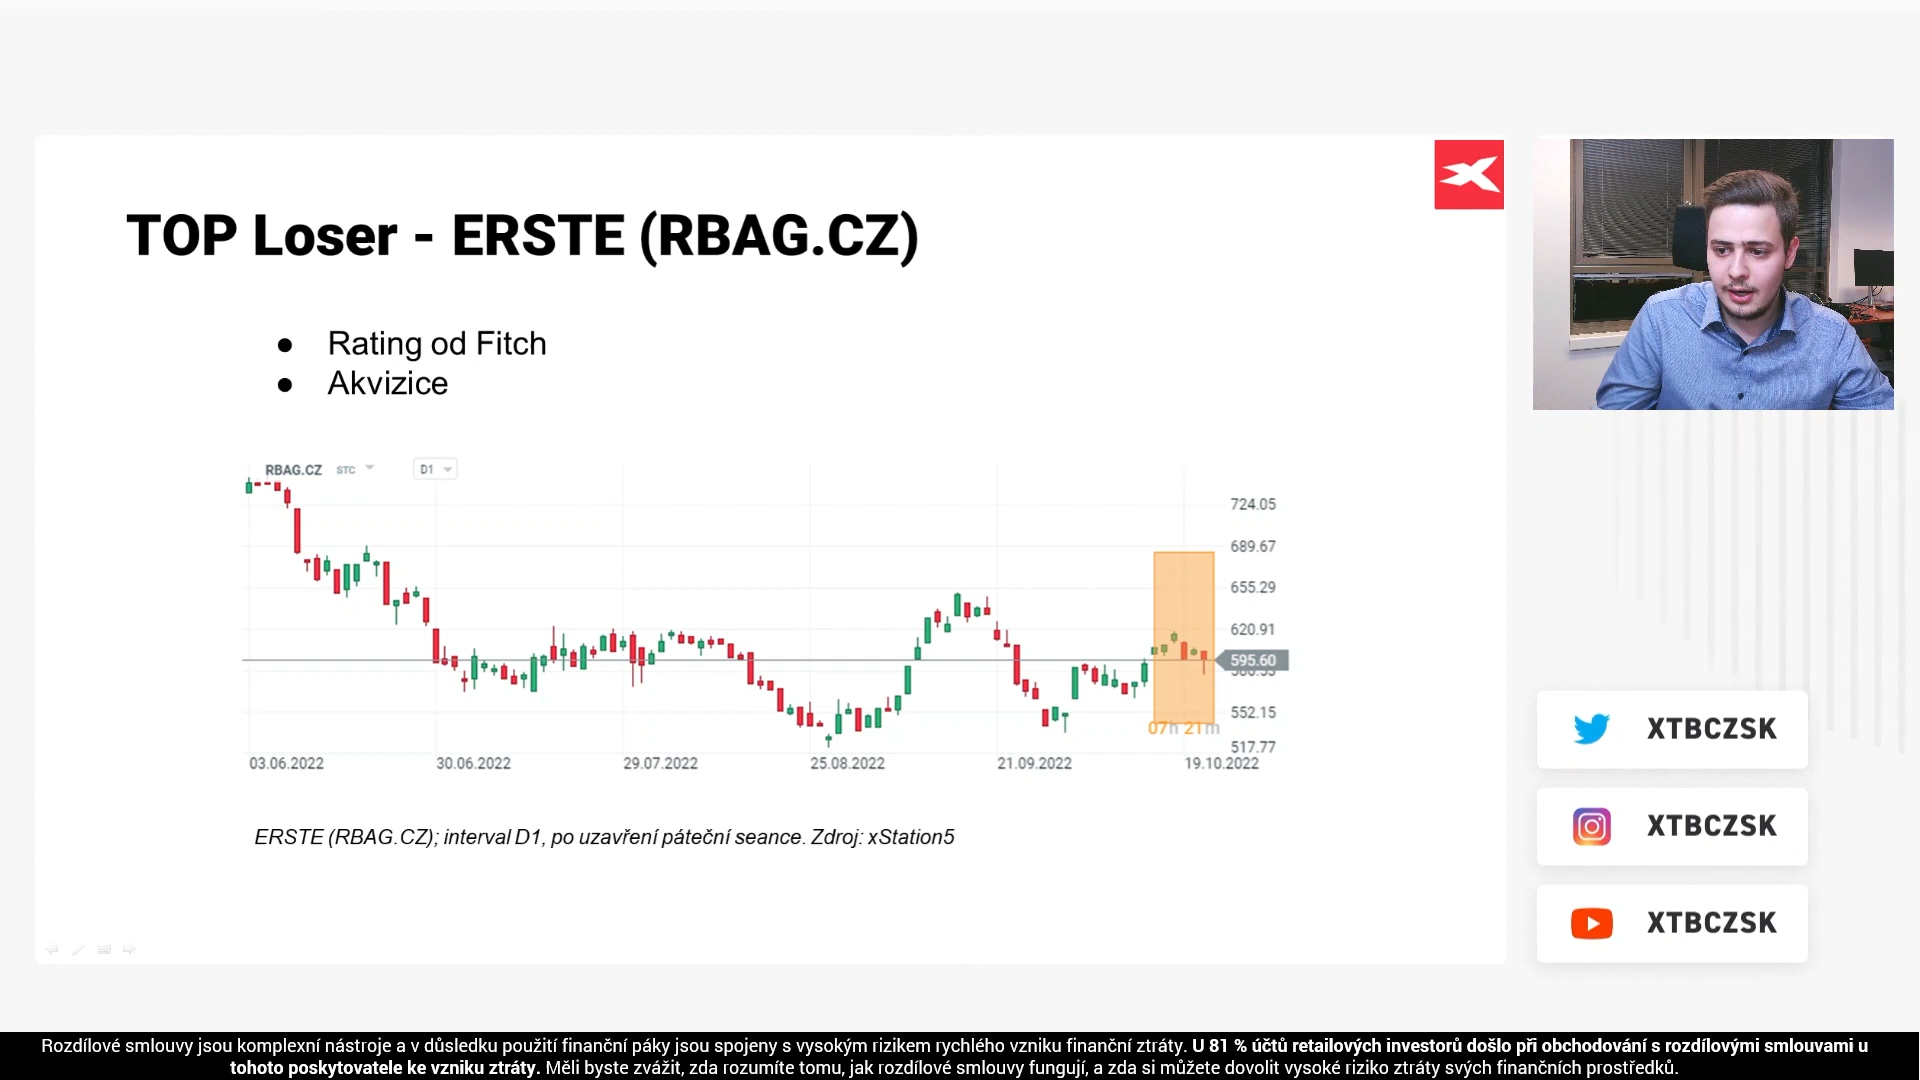 TOP Loser - ERSTE (RBAG.CZ)
● Rating od Fitch
● Akvizice
RBAG.CZ STC D1
724.05
689.67
655.29
620.91
595.60
552.15
517.77
07h 21m
03.06.2022 30.06.2022 29.07.2022 25.08.2022 21.09.2022 19.10.2022
ERSTE (RBAG.CZ); interval D1, po uzavření páteční seance. Zdroj: xStation5
XTBCZSK
XTBCZSK
XTBCZSK
Rozdílové smlouvy jsou komplexní nástroje a v důsledku použití finanční páky jsou spojeny s vysokým rizikem rychlého vzniku finanční ztráty. U 81 % účtů retailových investorů došlo při obchodování s rozdílovými smlouvami u
tohoto poskytovatele ke vzniku ztráty. Měli byste zvážit, zda rozumíte tomu, jak rozdílové smlouvy fungují, a zda si můžete dovolit vysoké riziko ztráty svých finančních prostředků.